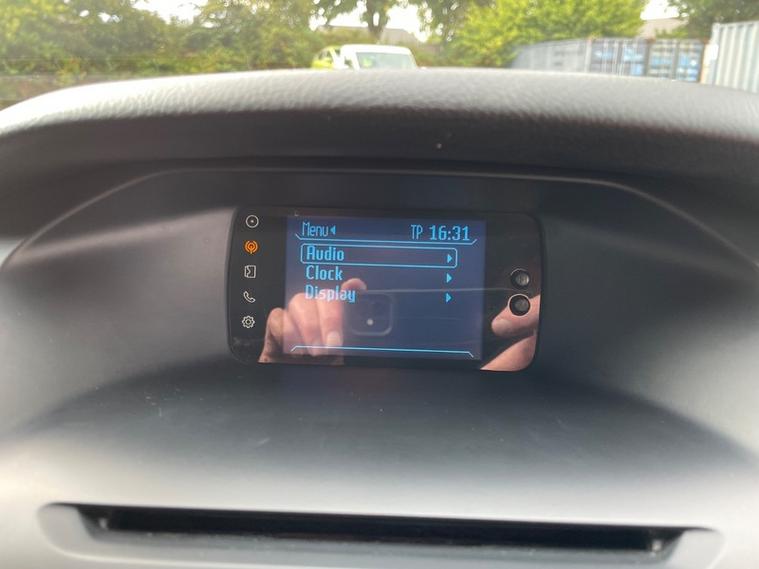 Menu
TP 16:31
Audio
Clock
Display